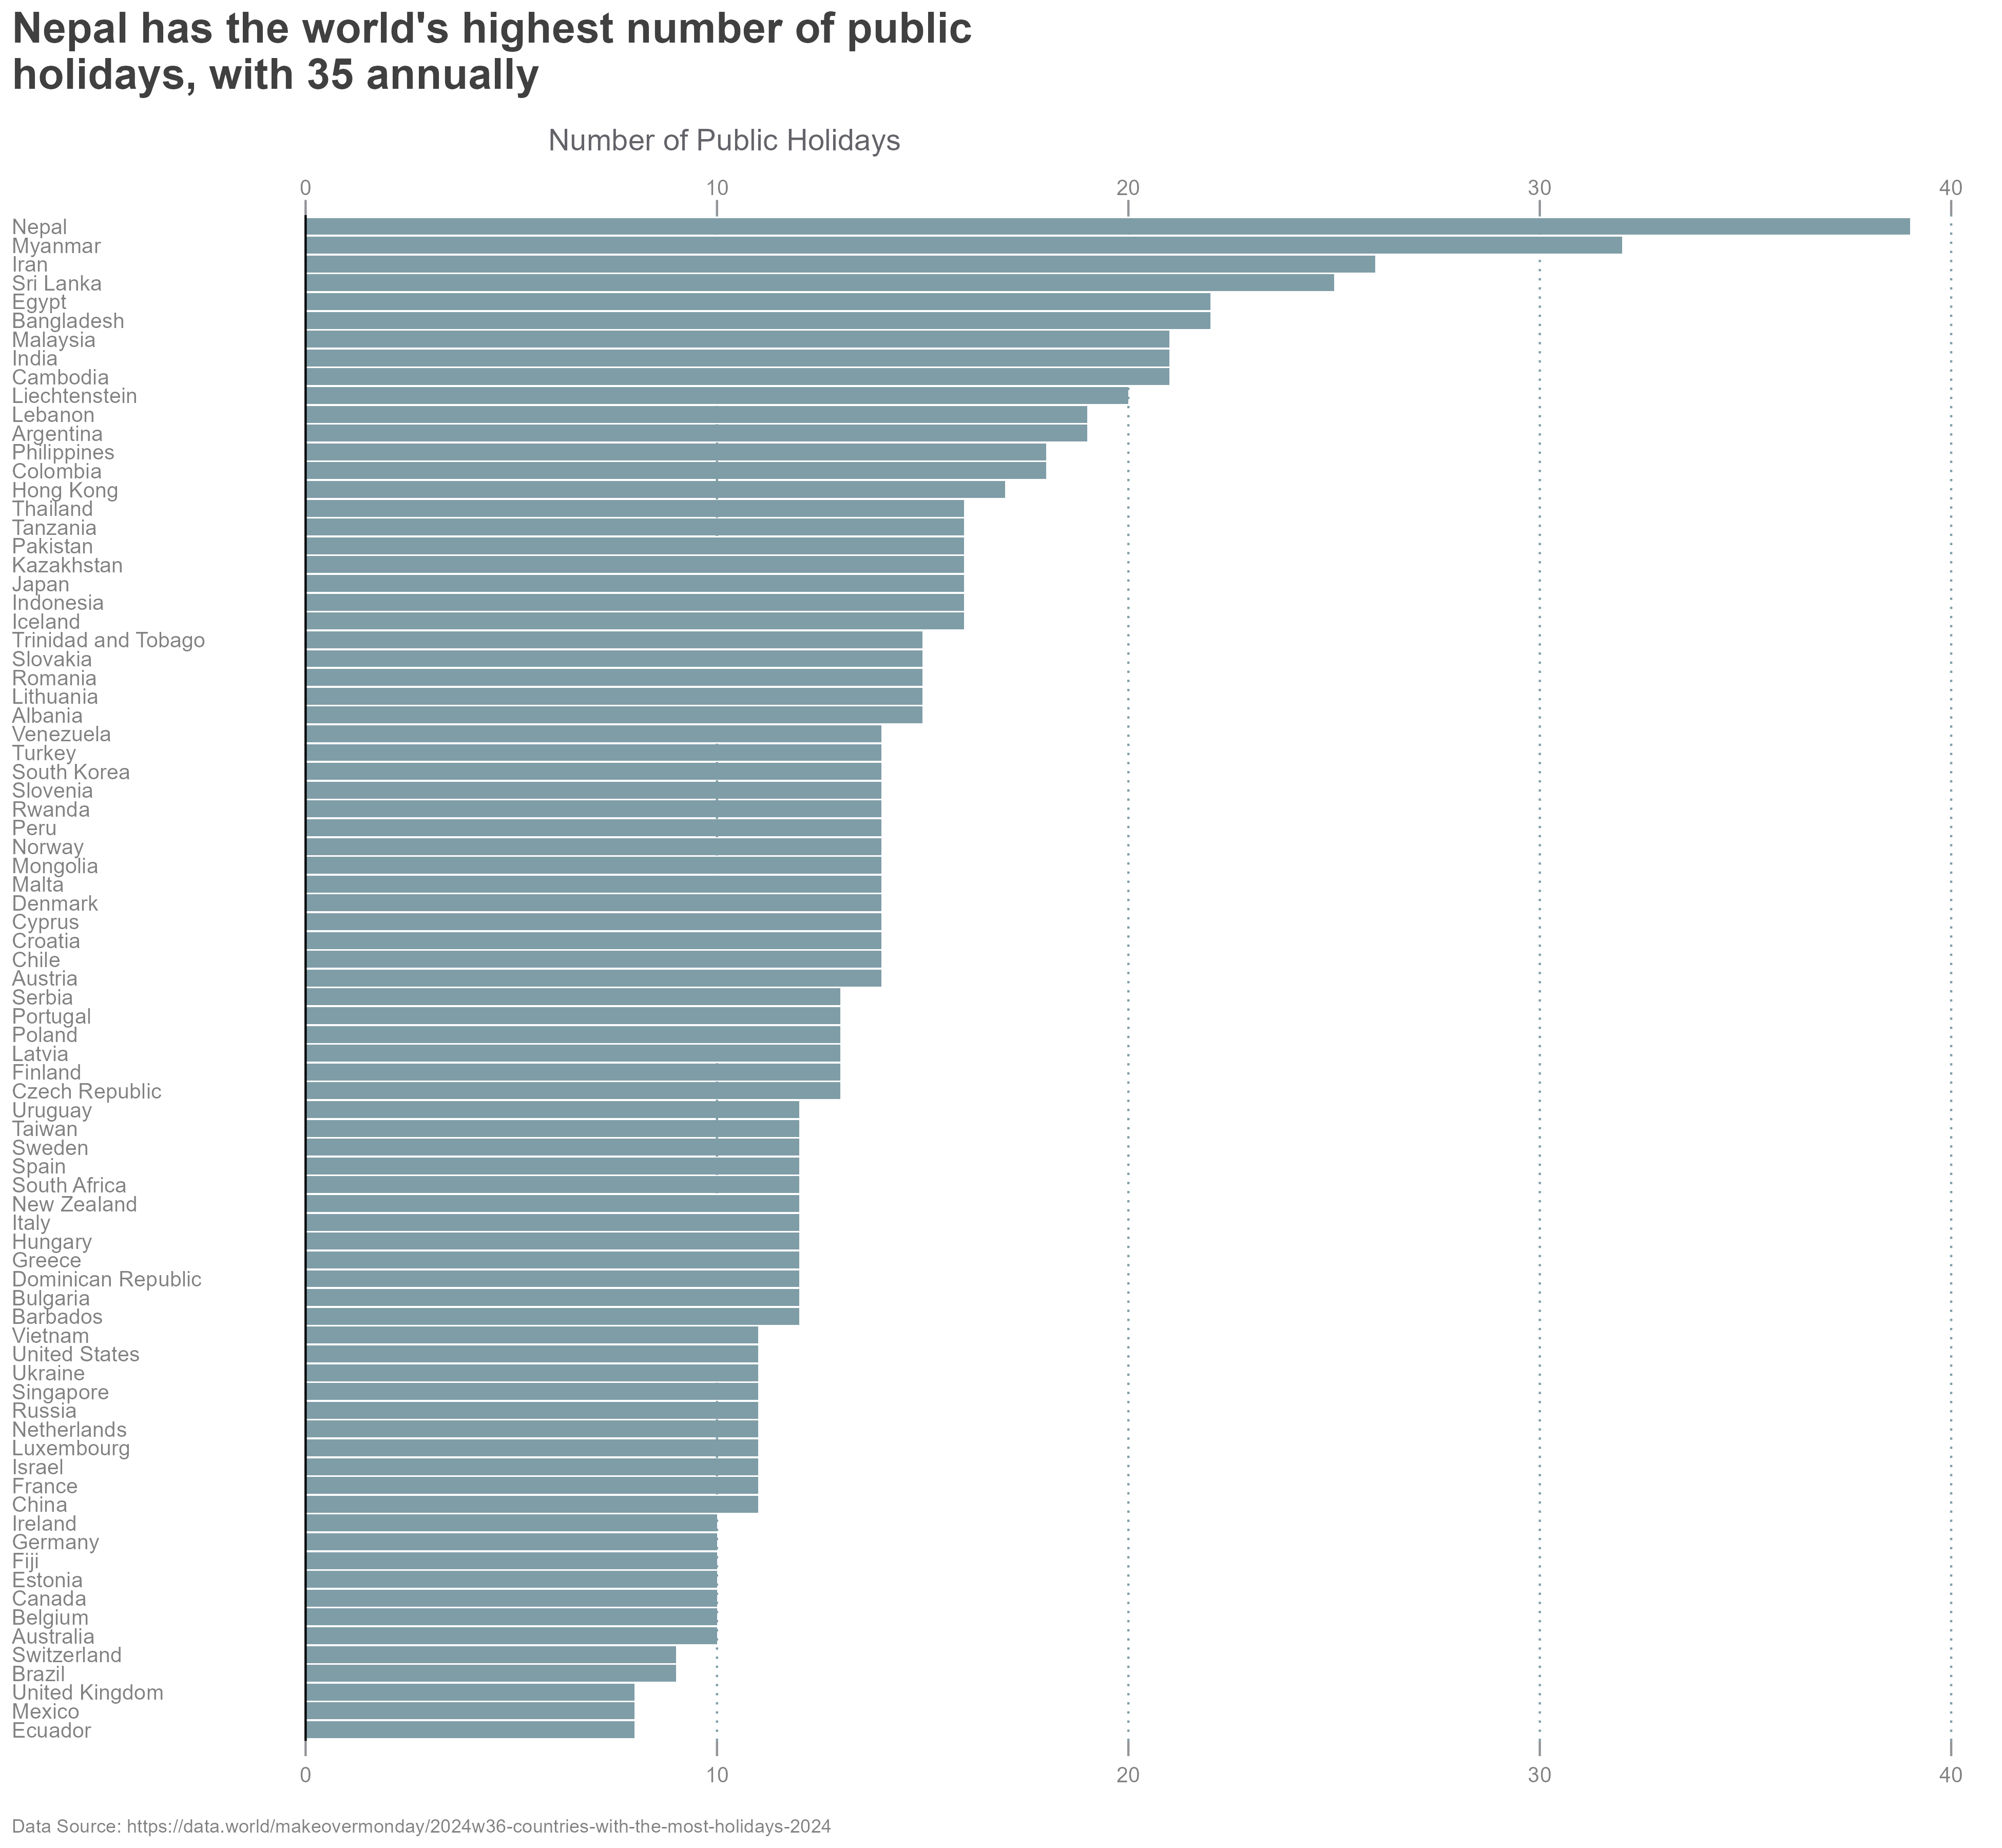 Nepal has the world's highest number of public
holidays, with 35 annually
Number of Public Holidays
0 10 20 30 40
Nepal
Myanmar
Iran
Sri Lanka
Egypt
Bangladesh
Malaysia
India
Cambodia
Liechtenstein
Lebanon
Argentina
Philippines
Colombia
Hong Kong
Thailand
Tanzania
Pakistan
Kazakhstan
Japan
Indonesia
Iceland
Trinidad and Tobago
Slovakia
Romania
Lithuania
Albania
Venezuela
Turkey
South Korea
Slovenia
Rwanda
Peru
Norway
Mongolia
Malta
Denmark
Cyprus
Croatia
Chile
Austria
Serbia
Portugal
Poland
Latvia
Finland
Czech Republic
Uruguay
Taiwan
Sweden
Spain
South Africa
New Zealand
Italy
Hungary
Greece
Dominican Republic
Bulgaria
Barbados
Vietnam
United States
Ukraine
Singapore
Russia
Netherlands
Luxembourg
Israel
France
China
Ireland
Germany
Fiji
Estonia
Canada
Belgium
Australia
Switzerland
Brazil
United Kingdom
Mexico
Ecuador
0 10 20 30 40
Data Source: https://data.world/makeovermonday/2024w36-countries-with-the-most-holidays-2024